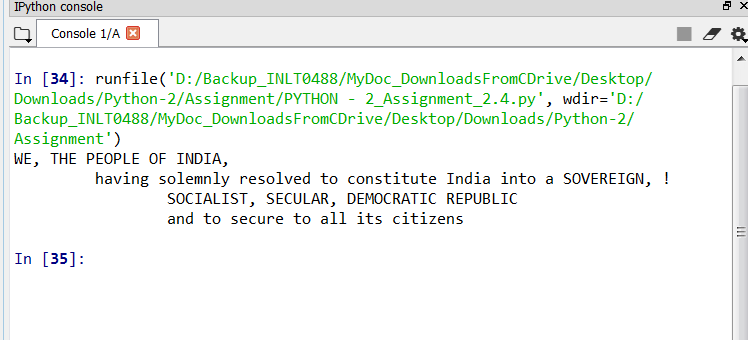 IPython console
Console 1/A
In [34]: runfile('D:/Backup_INLT0488/MyDoc_DownloadsFromCDrive/Desktop/
Downloads/Python-2/Assignment/PYTHON - 2_Assignment_2.4.py', wdir='D:/
Backup_INLT0488/MyDoc_DownloadsFromCDrive/Desktop/Downloads/Python-2/
Assignment')
WE, THE PEOPLE OF INDIA,
having solemnly resolved to constitute India into a SOVEREIGN, !
SOCIALIST, SECULAR, DEMOCRATIC REPUBLIC
and to secure to all its citizens
In [35]: